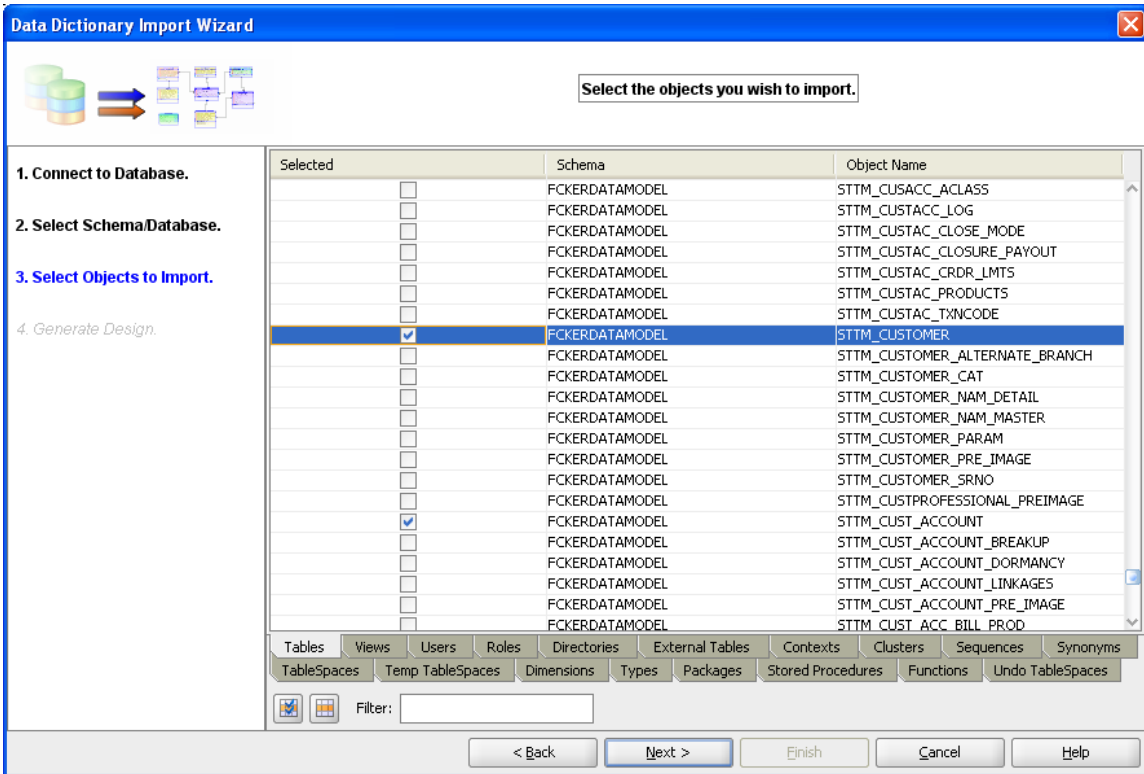 Data Dictionary Import Wizard
Select the objects you wish to import.
1. Connect to Database.
2. Select Schema/Database.
3. Select Objects to Import.
4. Generate Design.
Selected Schema Object Name
FCKERDATAMODEL STTM_CUSACC_ACLASS
FCKERDATAMODEL STTM_CUSTACC_LOG
FCKERDATAMODEL STTM_CUSTAC_CLOSE_MODE
FCKERDATAMODEL STTM_CUSTAC_CLOSURE_PAYOUT
FCKERDATAMODEL STTM_CUSTAC_CRDR_LMTS
FCKERDATAMODEL STTM_CUSTAC_PRODUCTS
FCKERDATAMODEL STTM_CUSTAC_TXNCODE
FCKERDATAMODEL STTM_CUSTOMER
FCKERDATAMODEL STTM_CUSTOMER_ALTERNATE_BRANCH
FCKERDATAMODEL STTM_CUSTOMER_CAT
FCKERDATAMODEL STTM_CUSTOMER_NAM_DETAIL
FCKERDATAMODEL STTM_CUSTOMER_NAM_MASTER
FCKERDATAMODEL STTM_CUSTOMER_PARAM
FCKERDATAMODEL STTM_CUSTOMER_PRE_IMAGE
FCKERDATAMODEL STTM_CUSTOMER_SRNO
FCKERDATAMODEL STTM_CUSTPROFESSIONAL_PREIMAGE
FCKERDATAMODEL STTM_CUST_ACCOUNT
FCKERDATAMODEL STTM_CUST_ACCOUNT_BREAKUP
FCKERDATAMODEL STTM_CUST_ACCOUNT_DORMANCY
FCKERDATAMODEL STTM_CUST_ACCOUNT_LINKAGES
FCKERDATAMODEL STTM_CUST_ACCOUNT_PRE_IMAGE
FCKERDATAMODEL STTM_CUST_ACC_BILL_PROD
Tables Views Users Roles Directories External Tables Contexts Clusters Sequences Synonyms
TableSpaces Temp TableSpaces Dimensions Types Packages Stored Procedures Functions Undo TableSpaces
Filter:
< Back Next > Finish Cancel Help